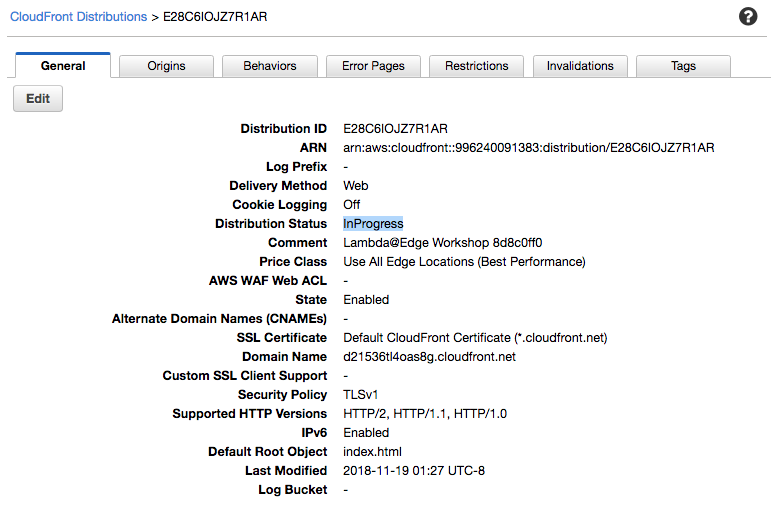 CloudFront Distributions > E28C6IOJZ7R1AR ?
General Origins Behaviors Error Pages Restrictions Invalidations Tags
Edit
Distribution ID E28C6IOJZ7R1AR
ARN arn:aws:cloudfront::996240091383:distribution/E28C6IOJZ7R1AR
Log Prefix -
Delivery Method Web
Cookie Logging Off
Distribution Status InProgress
Comment Lambda@Edge Workshop 8d8c0ff0
Price Class Use All Edge Locations (Best Performance)
AWS WAF Web ACL -
State Enabled
Alternate Domain Names (CNAMEs) -
SSL Certificate Default CloudFront Certificate (*.cloudfront.net)
Domain Name d21536tl4oas8g.cloudfront.net
Custom SSL Client Support -
Security Policy TLSv1
Supported HTTP Versions HTTP/2, HTTP/1.1, HTTP/1.0
IPv6 Enabled
Default Root Object index.html
Last Modified 2018-11-19 01:27 UTC-8
Log Bucket -